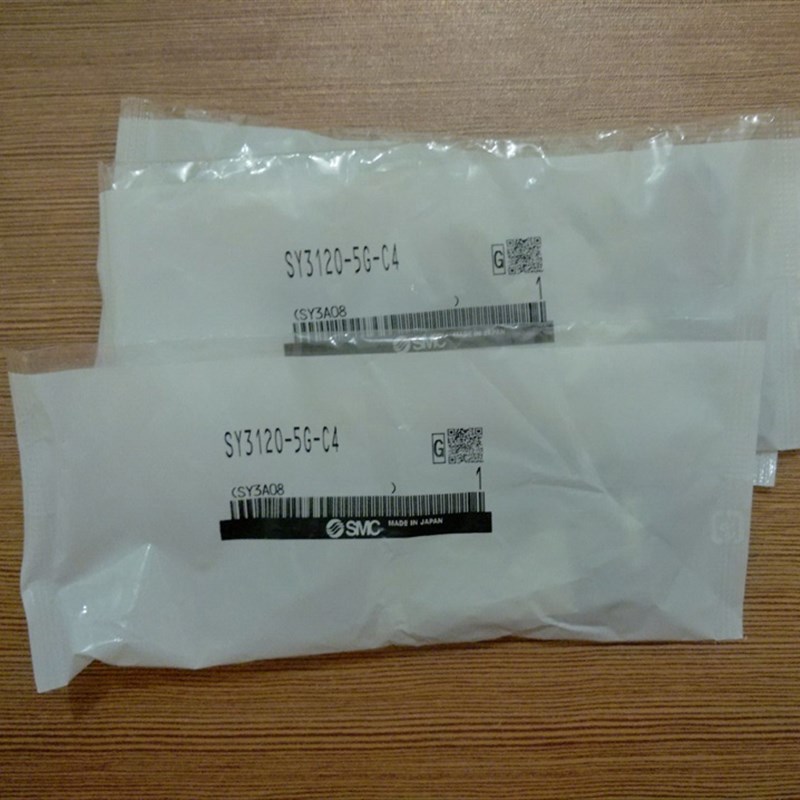 SY3120-5G-C4 G
1
(SY3A08 )
SMC
SY3120-5G-C4 G
1
(SY3A08 )
SMC MADE IN JAPAN